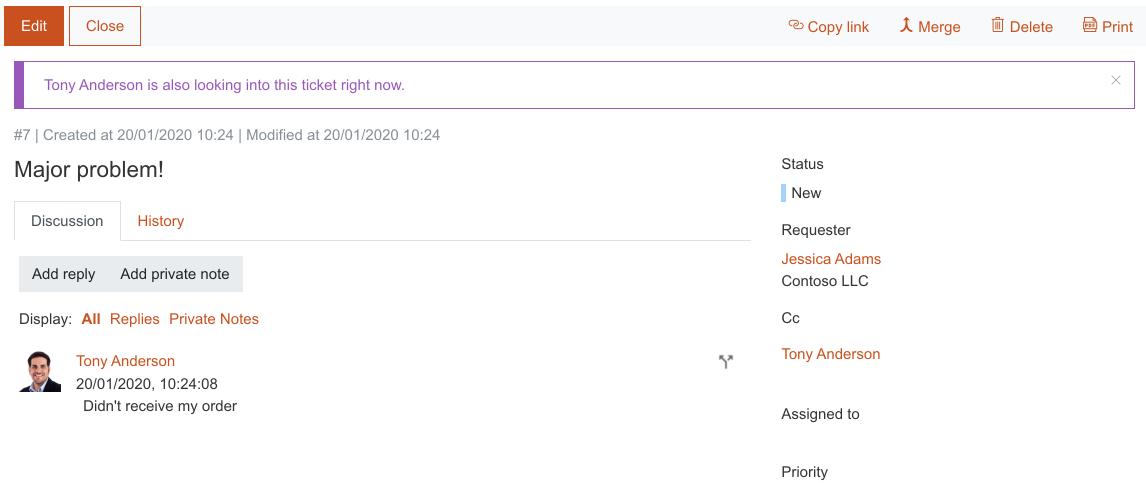 Edit Close Copy link Merge Delete Print
Tony Anderson is also looking into this ticket right now.
#7 | Created at 20/01/2020 10:24 | Modified at 20/01/2020 10:24
Major problem!
Discussion History
Add reply Add private note
Display: All Replies Private Notes
Tony Anderson
20/01/2020, 10:24:08
Didn't receive my order
Status
New
Requester
Jessica Adams
Contoso LLC
Cc
Tony Anderson
Assigned to
Priority